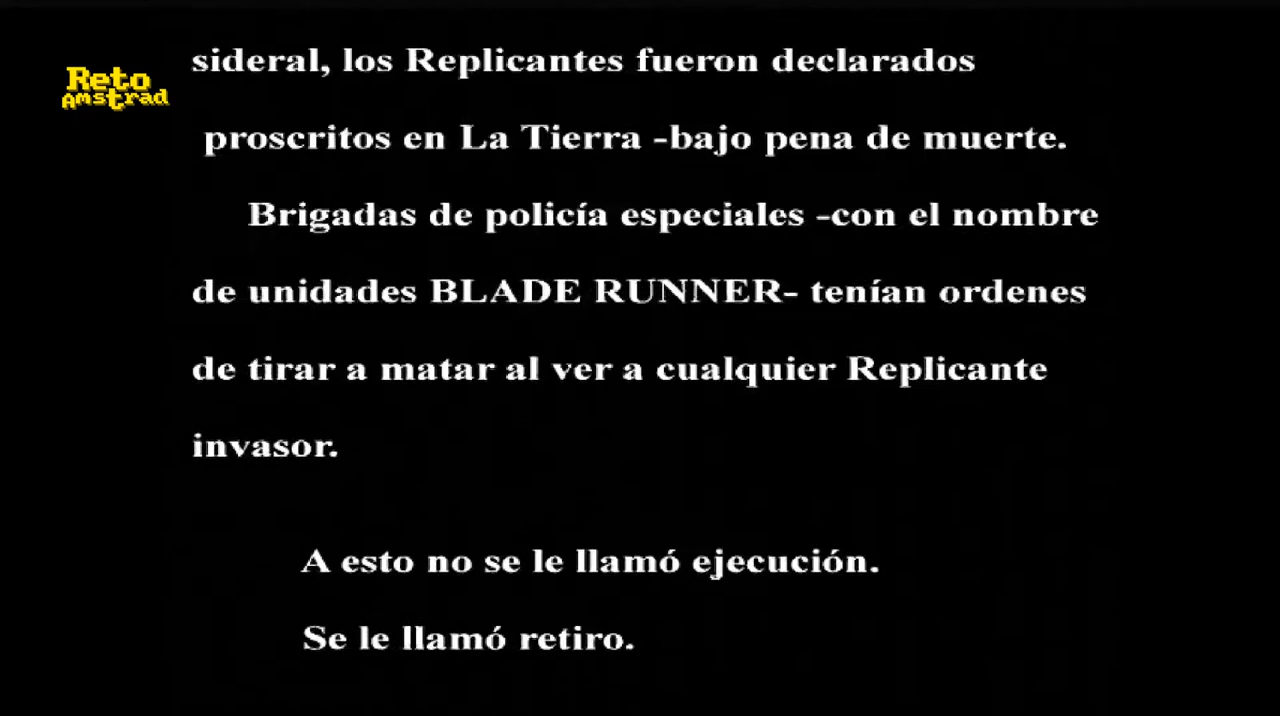 Reto
Amstrad
sideral, los Replicantes fueron declarados
proscritos en La Tierra -bajo pena de muerte.
Brigadas de policía especiales -con el nombre
de unidades BLADE RUNNER- tenían ordenes
de tirar a matar al ver a cualquier Replicante
invasor.
A esto no se le llamó ejecución.
Se le llamó retiro.